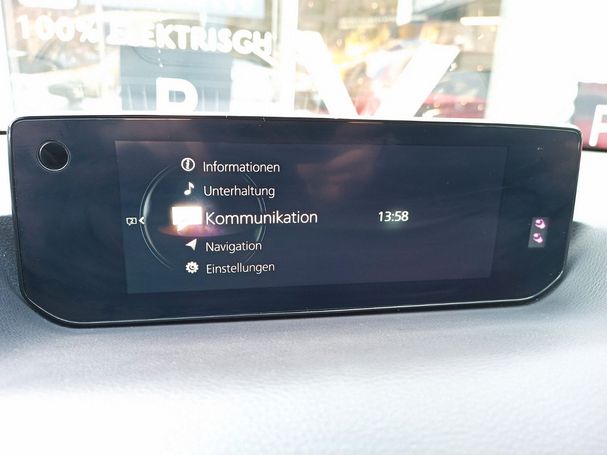 100% ELEKTRISCH
Informationen
Unterhaltung
Kommunikation
13:58
Navigation
Einstellungen